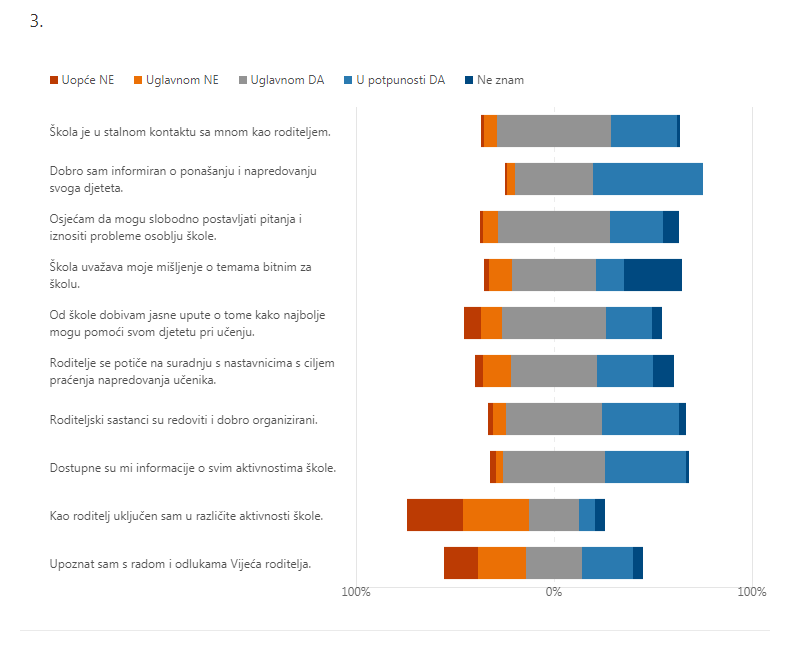 3.
Uopće NE Uglavnom NE Uglavnom DA U potpunosti DA Ne znam
Škola je u stalnom kontaktu sa mnom kao roditeljem.
Dobro sam informiran o ponašanju i napredovanju
svoga djeteta.
Osjećam da mogu slobodno postavljati pitanja i
iznositi probleme osoblju škole.
Škola uvažava moje mišljenje o temama bitnim za
školu.
Od škole dobivam jasne upute o tome kako najbolje
mogu pomoći svom djetetu pri učenju.
Roditelje se potiče na suradnju s nastavnicima s ciljem
praćenja napredovanja učenika.
Roditeljski sastanci su redoviti i dobro organizirani.
Dostupne su mi informacije o svim aktivnostima škole.
Kao roditelj uključen sam u različite aktivnosti škole.
Upoznat sam s radom i odlukama Vijeća roditelja.
100% 0% 100%